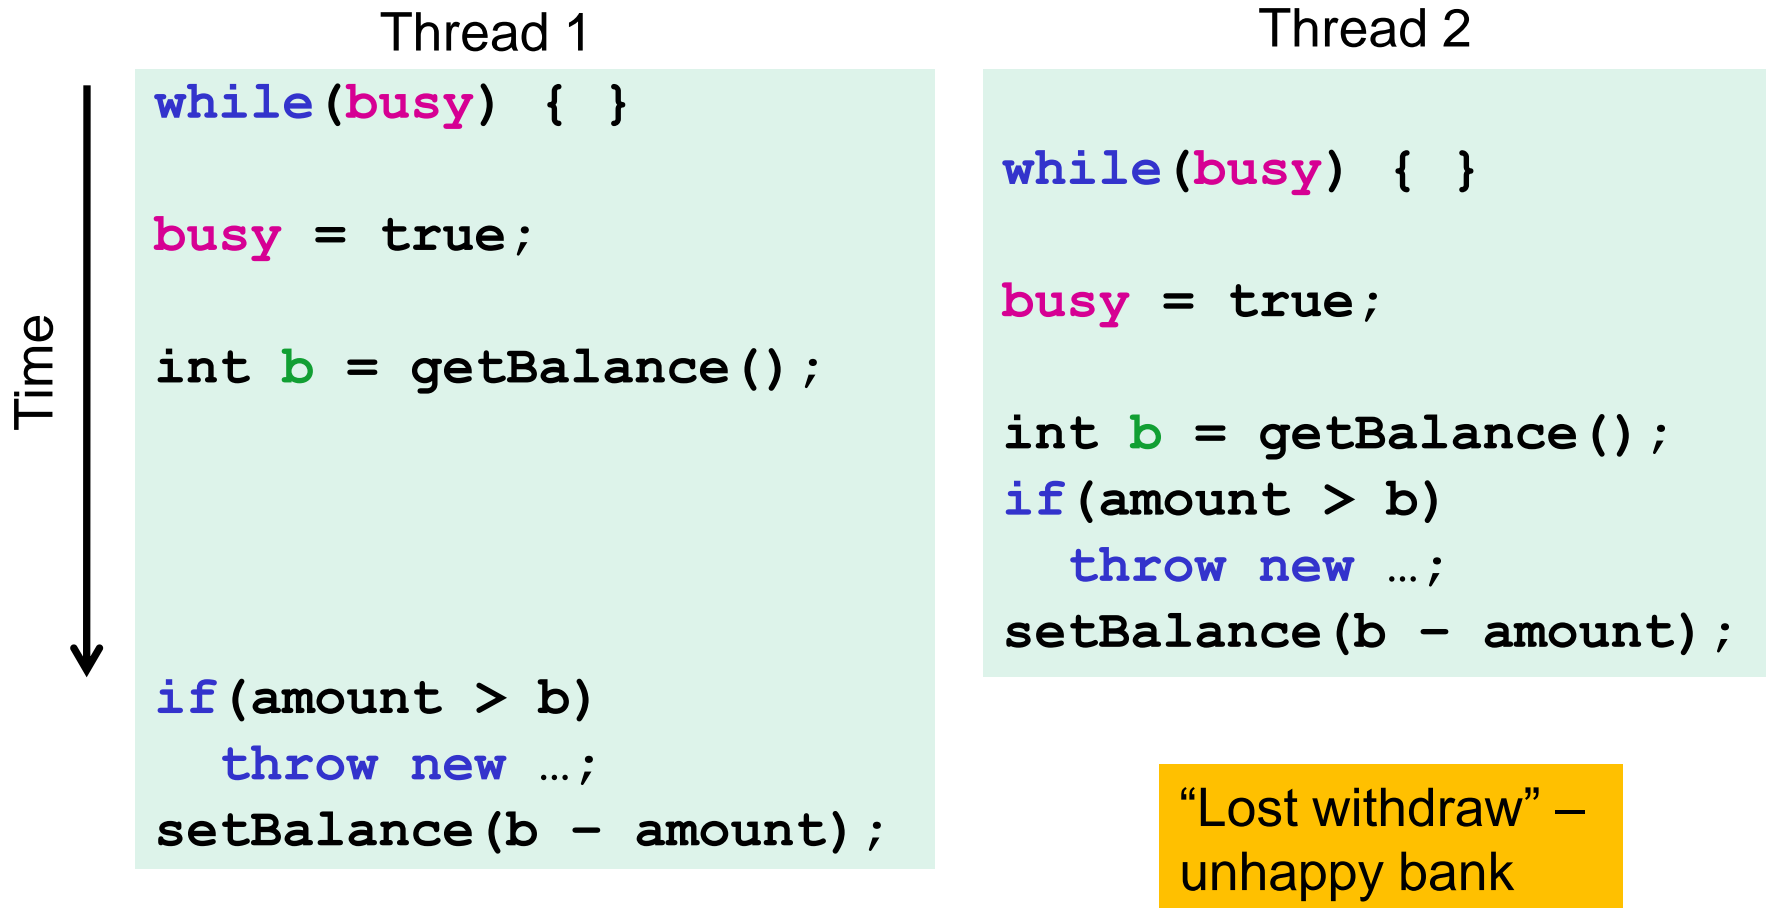 Thread 1
while(busy) { }
busy = true;
int b = getBalance();
if(amount > b)
throw new …;
setBalance(b – amount);
Thread 2
while(busy) { }
busy = true;
int b = getBalance();
if(amount > b)
throw new …;
setBalance(b – amount);
Time
“Lost withdraw” –
unhappy bank